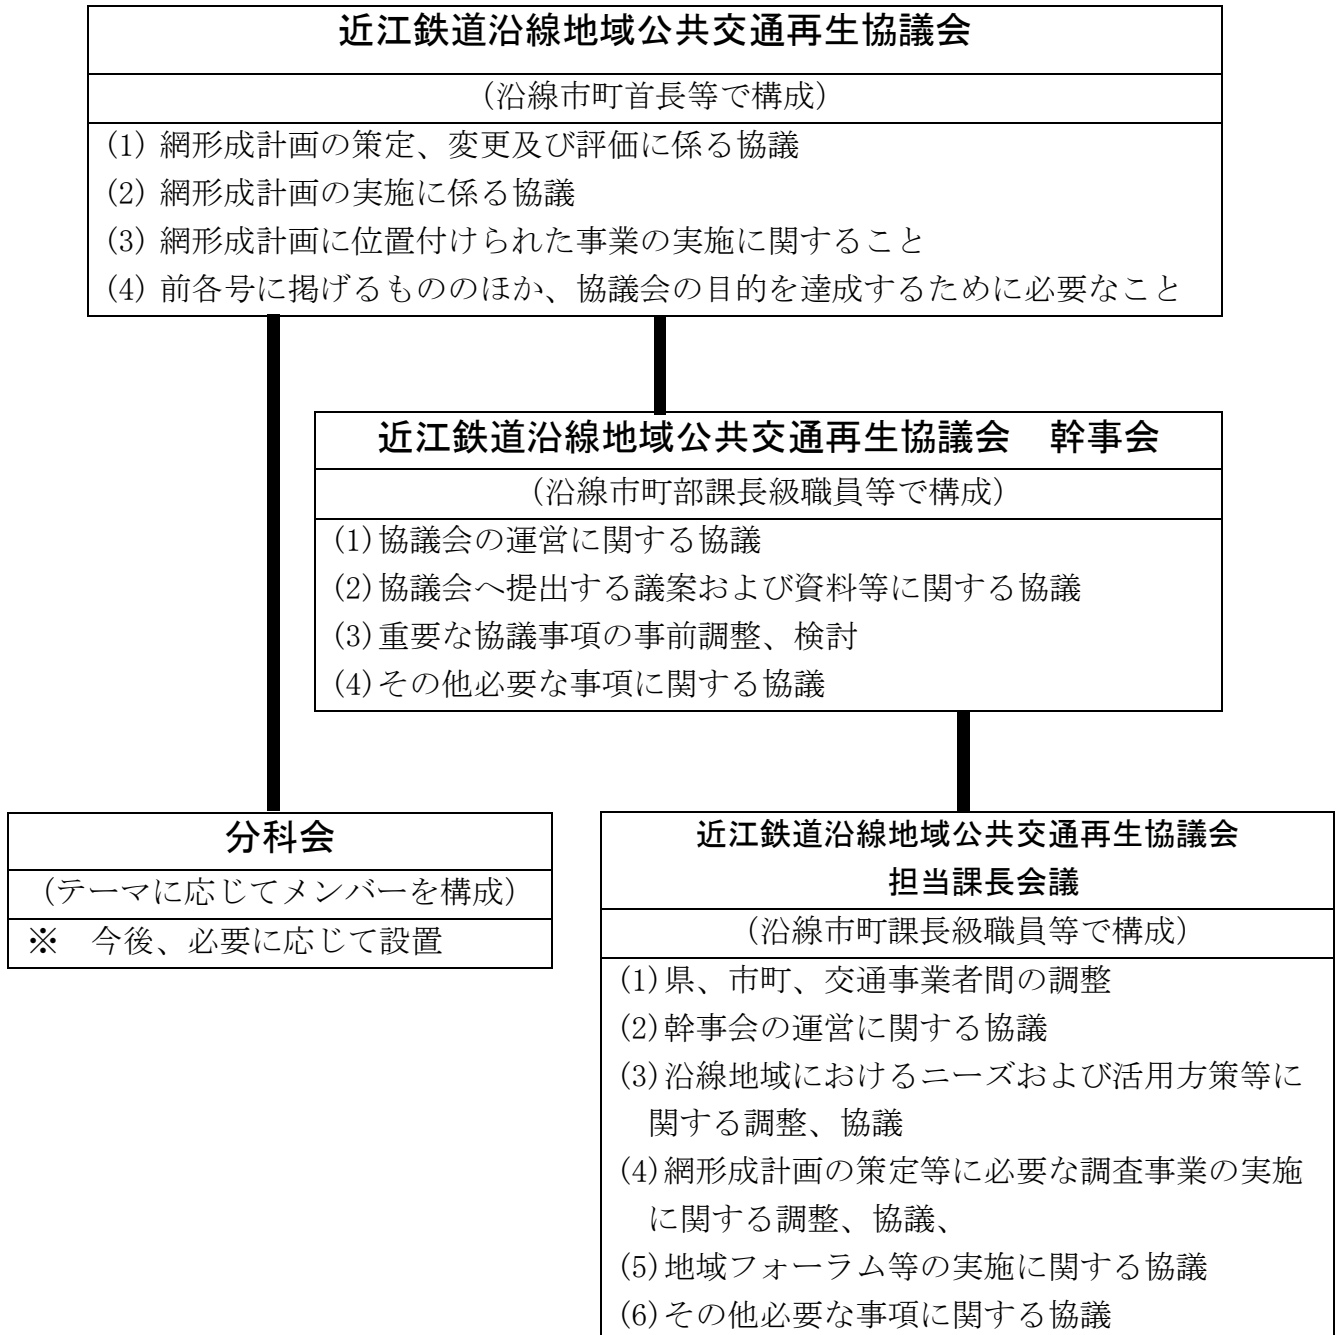 近江鉄道沿線地域公共交通再生協議会
（沿線市町首長等で構成）
(1) 網形成計画の策定、変更及び評価に係る協議
(2) 網形成計画の実施に係る協議
(3) 網形成計画に位置付けられた事業の実施に関すること
(4) 前各号に掲げるもののほか、協議会の目的を達成するために必要なこと
近江鉄道沿線地域公共交通再生協議会　幹事会
（沿線市町部課長級職員等で構成）
(1)協議会の運営に関する協議
(2)協議会へ提出する議案および資料等に関する協議
(3)重要な協議事項の事前調整、検討
(4)その他必要な事項に関する協議
分科会
（テーマに応じてメンバーを構成）
※　今後、必要に応じて設置
近江鉄道沿線地域公共交通再生協議会
担当課長会議
（沿線市町課長級職員等で構成）
(1)県、市町、交通事業者間の調整
(2)幹事会の運営に関する協議
(3)沿線地域におけるニーズおよび活用方策等に
関する調整、協議
(4)網形成計画の策定等に必要な調査事業の実施
に関する調整、協議、
(5)地域フォーラム等の実施に関する協議
(6)その他必要な事項に関する協議